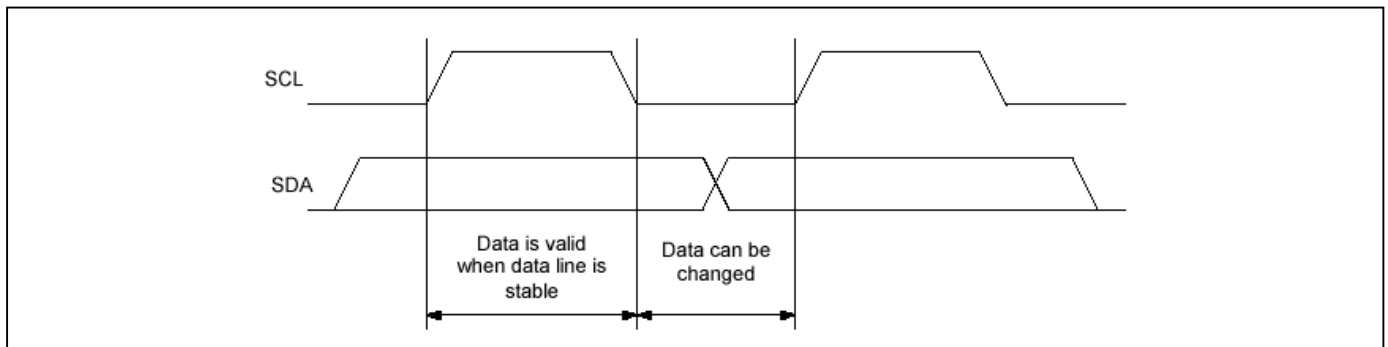 SCL
SDA
Data is valid
when data line is
stable
Data can be
changed